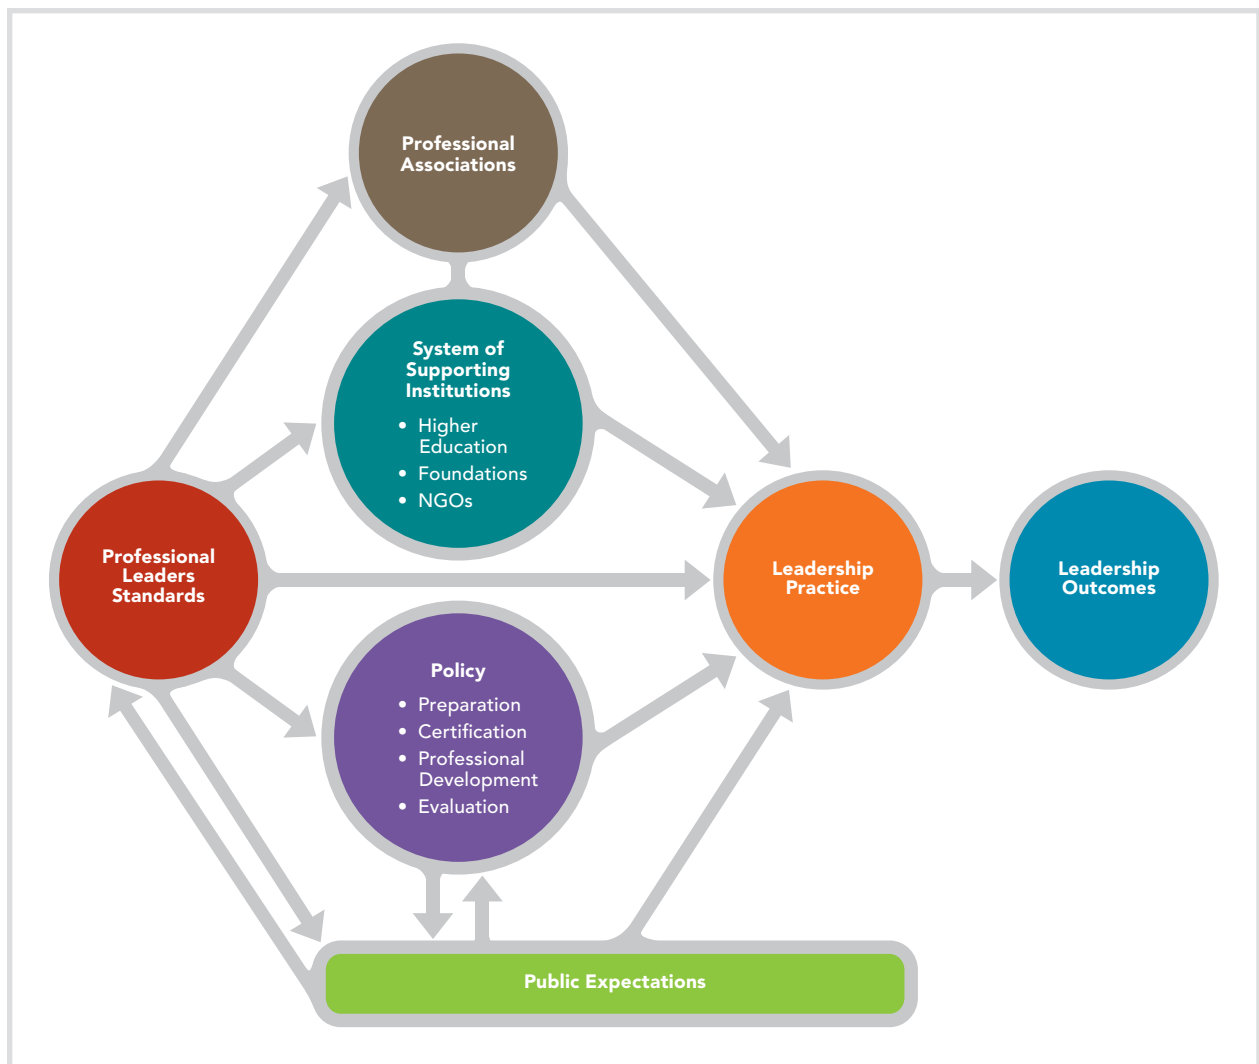 Professional
Associations
System of
Supporting
Institutions
• Higher
Education
• Foundations
• NGOs
Professional
Leaders
Standards
Leadership
Practice
Leadership
Outcomes
Policy
• Preparation
• Certification
• Professional
Development
• Evaluation
Public Expectations